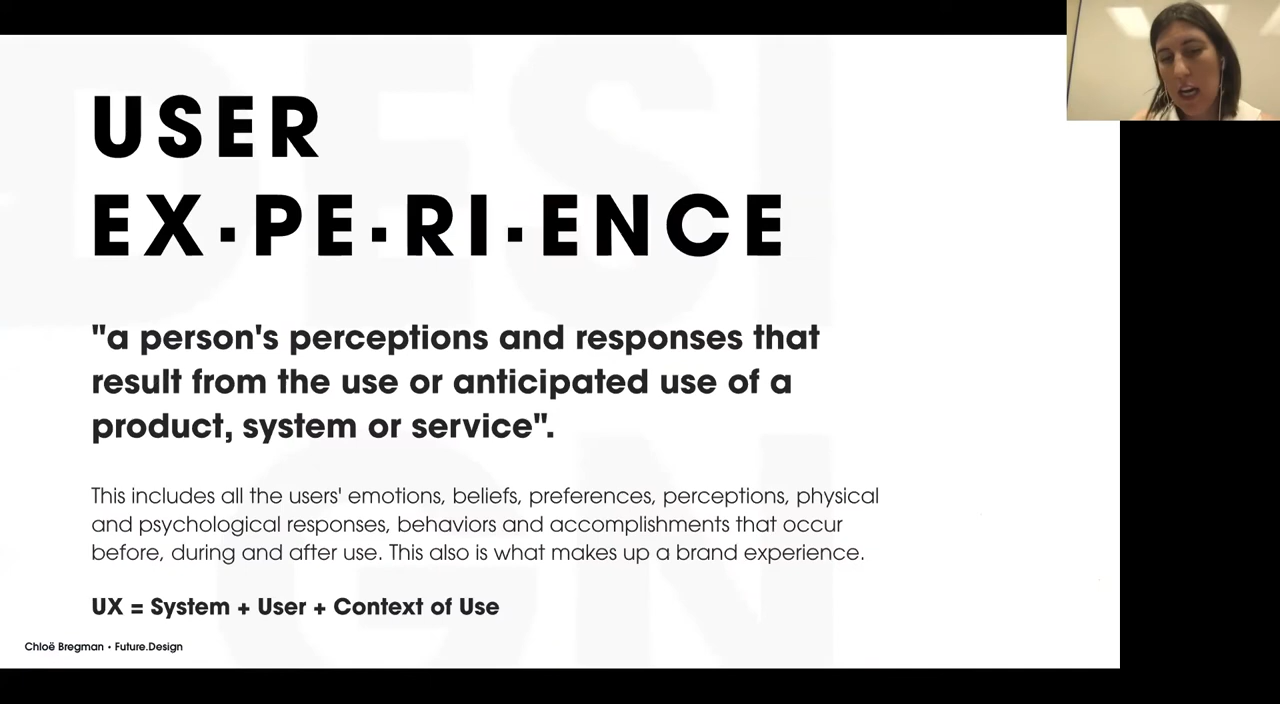 USER
EX·PE·RI·ENCE
"a person's perceptions and responses that
result from the use or anticipated use of a
product, system or service".
This includes all the users' emotions, beliefs, preferences, perceptions, physical
and psychological responses, behaviors and accomplishments that occur
before, during and after use. This also is what makes up a brand experience.
UX = System + User + Context of Use
Chloë Bregman • Future.Design